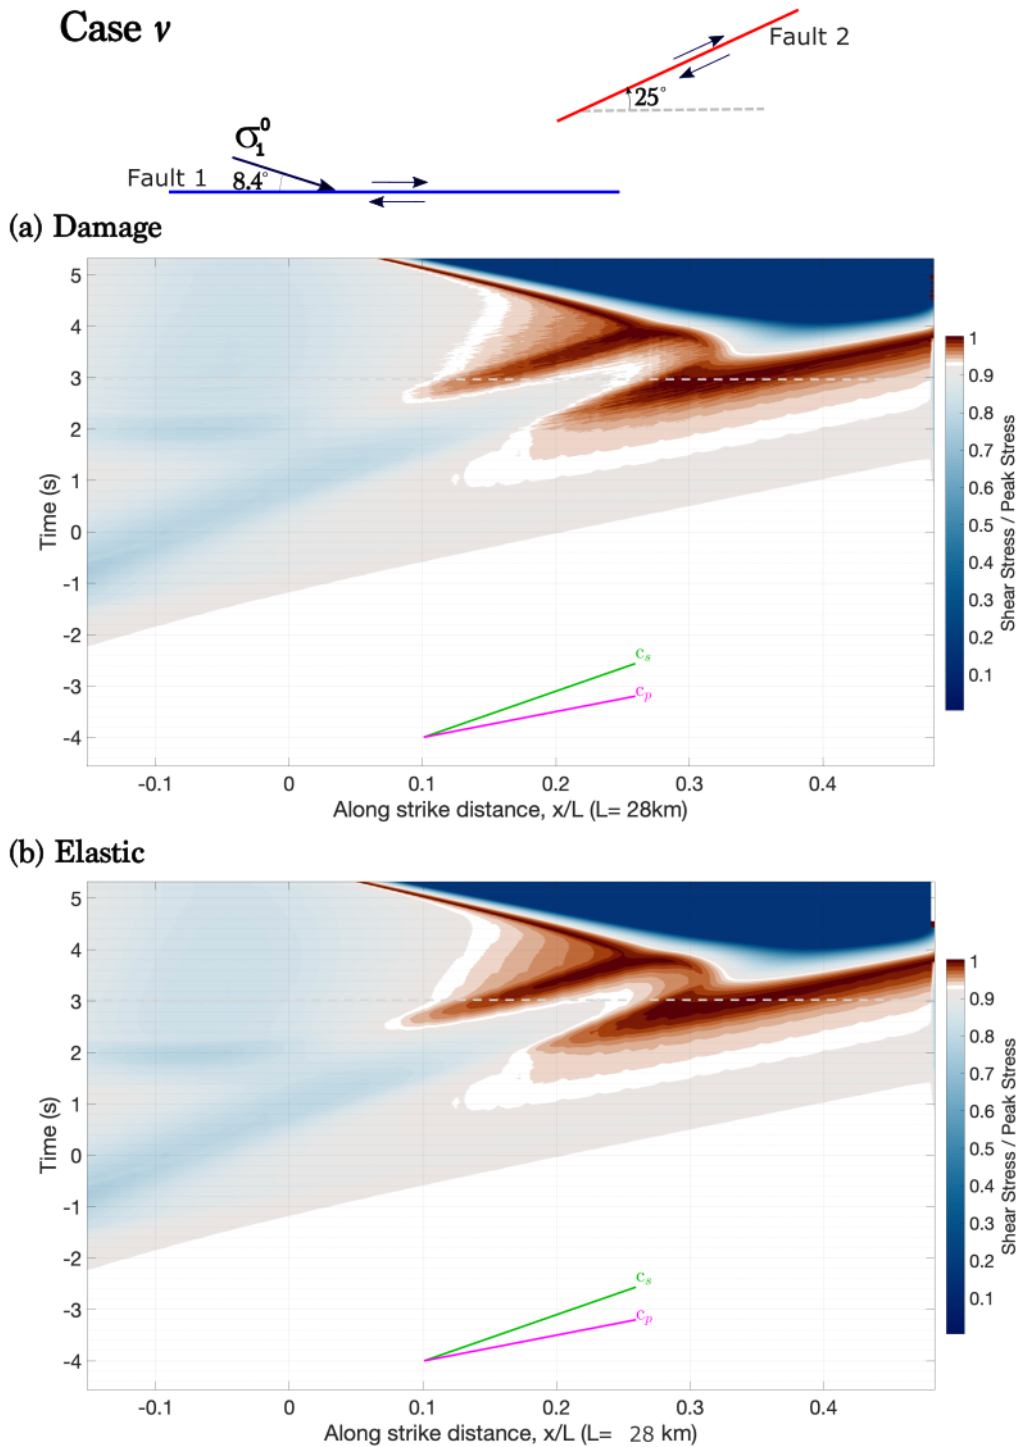 Case v
Fault 2
25°
σ₁⁰
Fault 1
8.4°
(a) Damage
5
4
3
2
1
0
-1
-2
-3
-4
Time (s)
cs
cp
-0.1 0 0.1 0.2 0.3 0.4
Along strike distance, x/L (L= 28km)
1
0.9
0.8
0.7
0.6
0.5
0.4
0.3
0.2
0.1
Shear Stress / Peak Stress
(b) Elastic
5
4
3
2
1
0
-1
-2
-3
-4
Time (s)
cs
cp
-0.1 0 0.1 0.2 0.3 0.4
Along strike distance, x/L (L= 28 km)
1
0.9
0.8
0.7
0.6
0.5
0.4
0.3
0.2
0.1
Shear Stress / Peak Stress